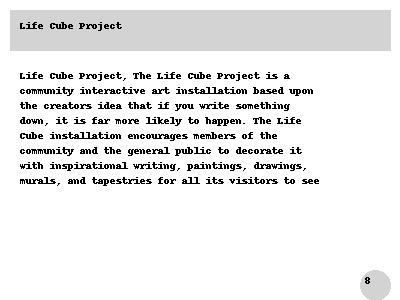 Life Cube Project
Life Cube Project, The Life Cube Project is a
community interactive art installation based upon
the creators idea that if you write something
down, it is far more likely to happen. The Life
Cube installation encourages members of the
community and the general public to decorate it
with inspirational writing, paintings, drawings,
murals, and tapestries for all its visitors to see
8